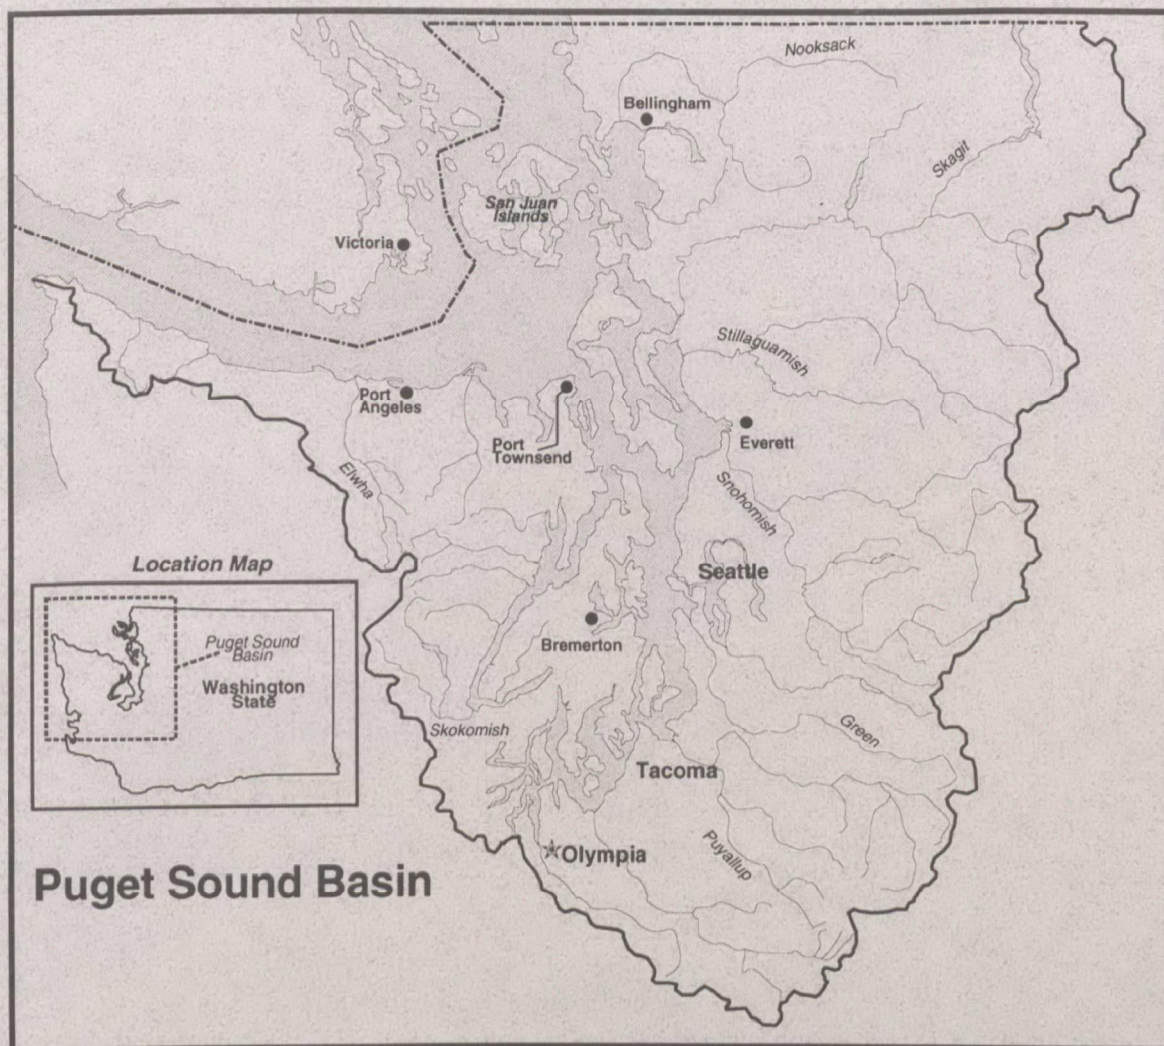 Nooksack
Bellingham
Skagit
San Juan
Islands
Victoria
Stillaguamish
Port
Angeles
Port
Townsend
Everett
Elwha
Snohomish
Location Map
Seattle
Puget Sound
Basin
Washington
State
Bremerton
Skokomish
Green
Tacoma
Puyallup
Olympia
Puget Sound Basin